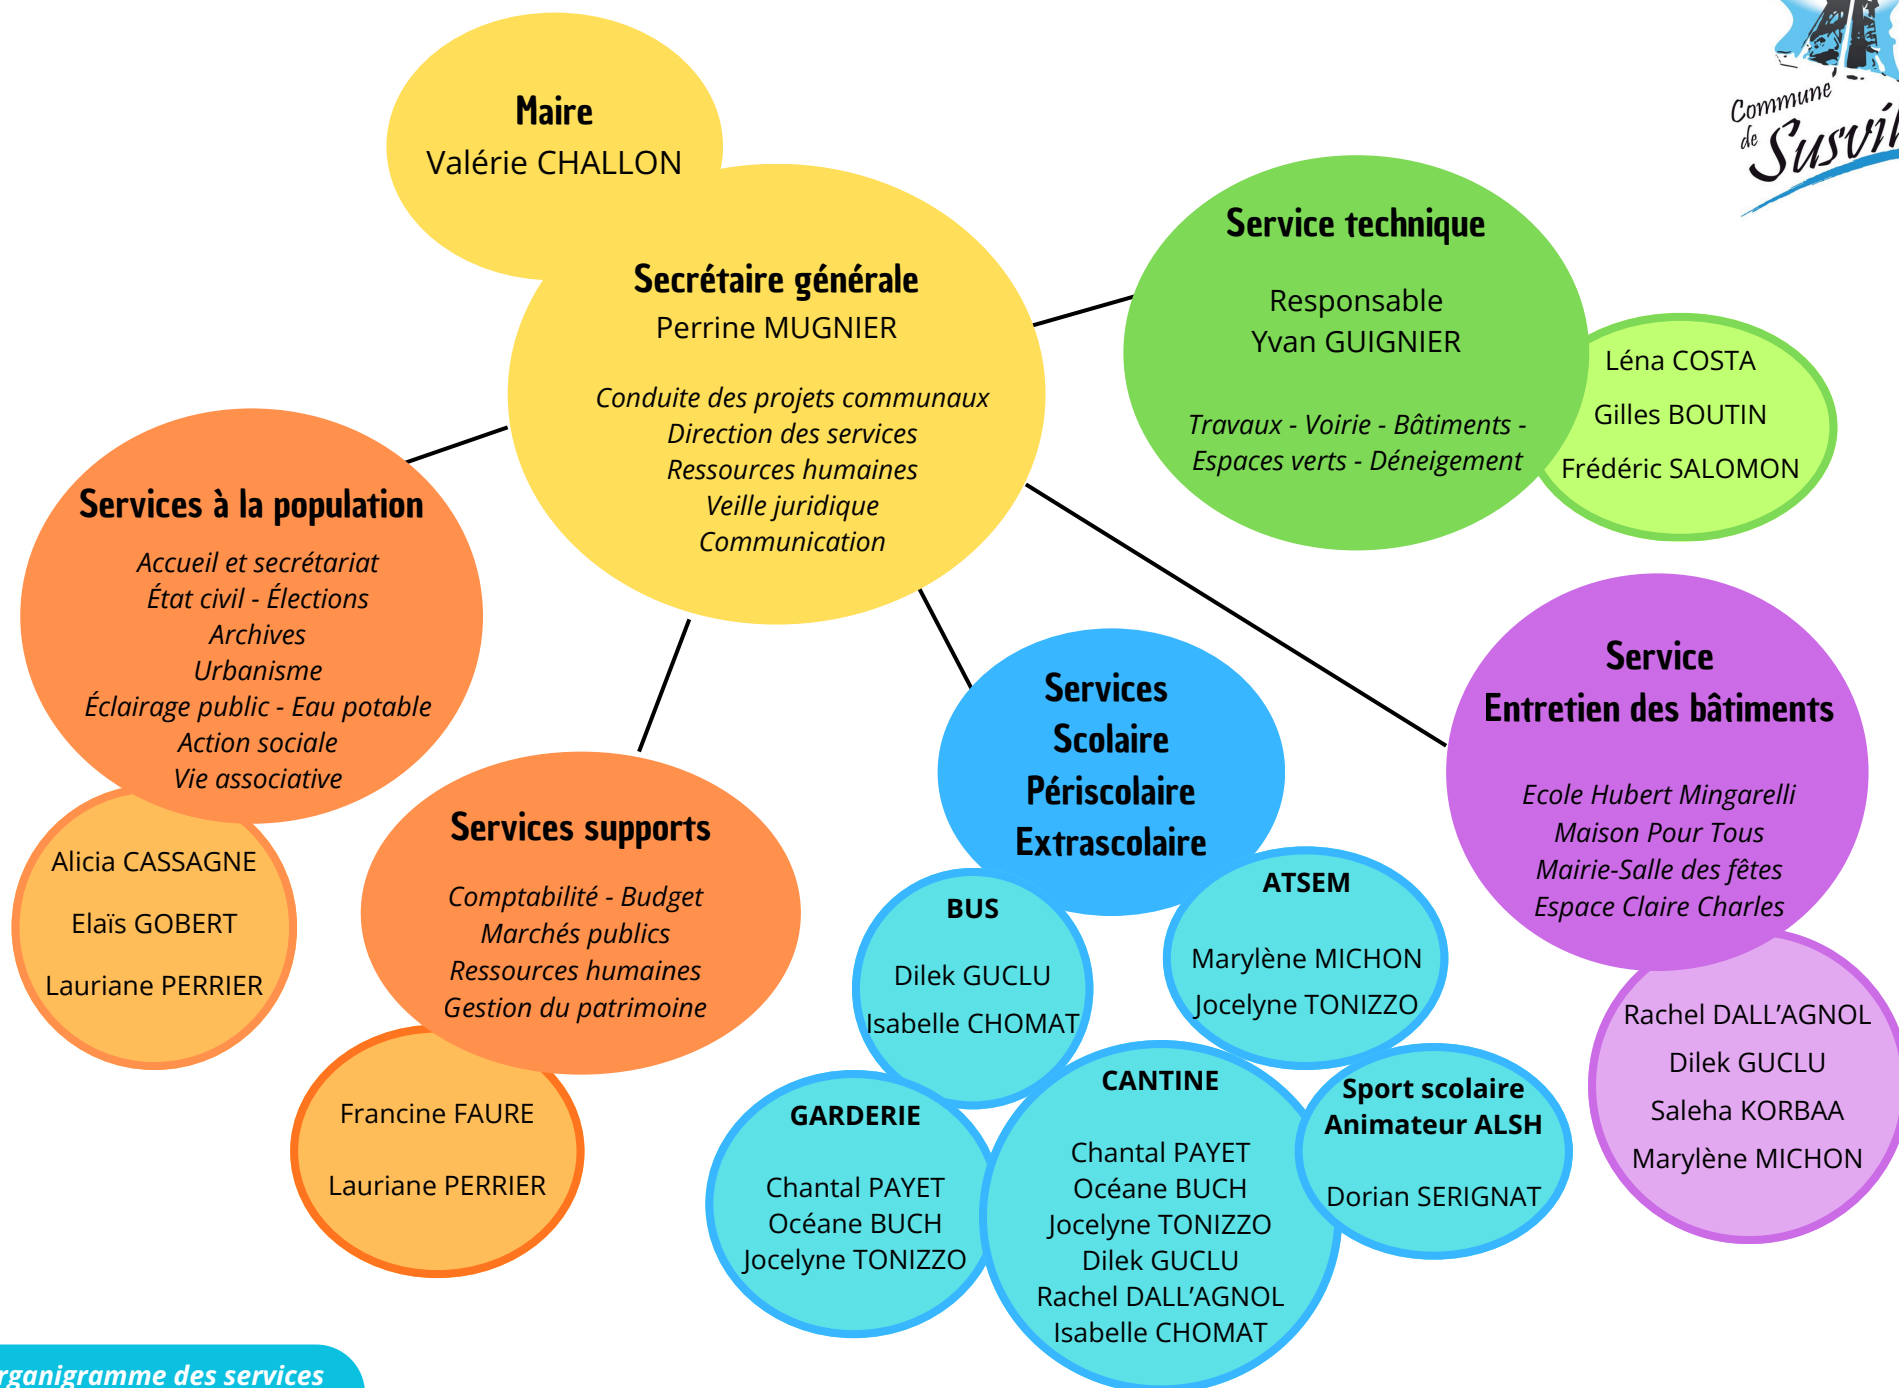 Maire
Valérie CHALLON
Commune
de
Secrétaire générale
Perrine MUGNIER
Conduite des projets communaux
Direction des services
Ressources humaines
Veille juridique
Communication
Service technique
Responsable
Yvan GUIGNIER
Travaux - Voirie - Bâtiments -
Espaces verts - Déneigement
Léna COSTA
Gilles BOUTIN
Frédéric SALOMON
Services à la population
Accueil et secrétariat
État civil - Élections
Archives
Urbanisme
Éclairage public - Eau potable
Action sociale
Vie associative
Alicia CASSAGNE
Elaïs GOBERT
Lauriane PERRIER
Services supports
Comptabilité - Budget
Marchés publics
Ressources humaines
Gestion du patrimoine
Francine FAURE
Lauriane PERRIER
Services
Scolaire
Périscolaire
Extrascolaire
BUS
Dilek GUCLU
Isabelle CHOMAT
ATSEM
Marylène MICHON
Jocelyne TONIZZO
GARDERIE
Chantal PAYET
Océane BUCH
Jocelyne TONIZZO
CANTINE
Chantal PAYET
Océane BUCH
Jocelyne TONIZZO
Dilek GUCLU
Rachel DALL’AGNOL
Isabelle CHOMAT
Sport scolaire
Animateur ALSH
Dorian SERIGNAT
Service
Entretien des bâtiments
Ecole Hubert Mingarelli
Maison Pour Tous
Mairie-Salle des fêtes
Espace Claire Charles
Rachel DALL’AGNOL
Dilek GUCLU
Saleha KORBAA
Marylène MICHON
rganigramme des services